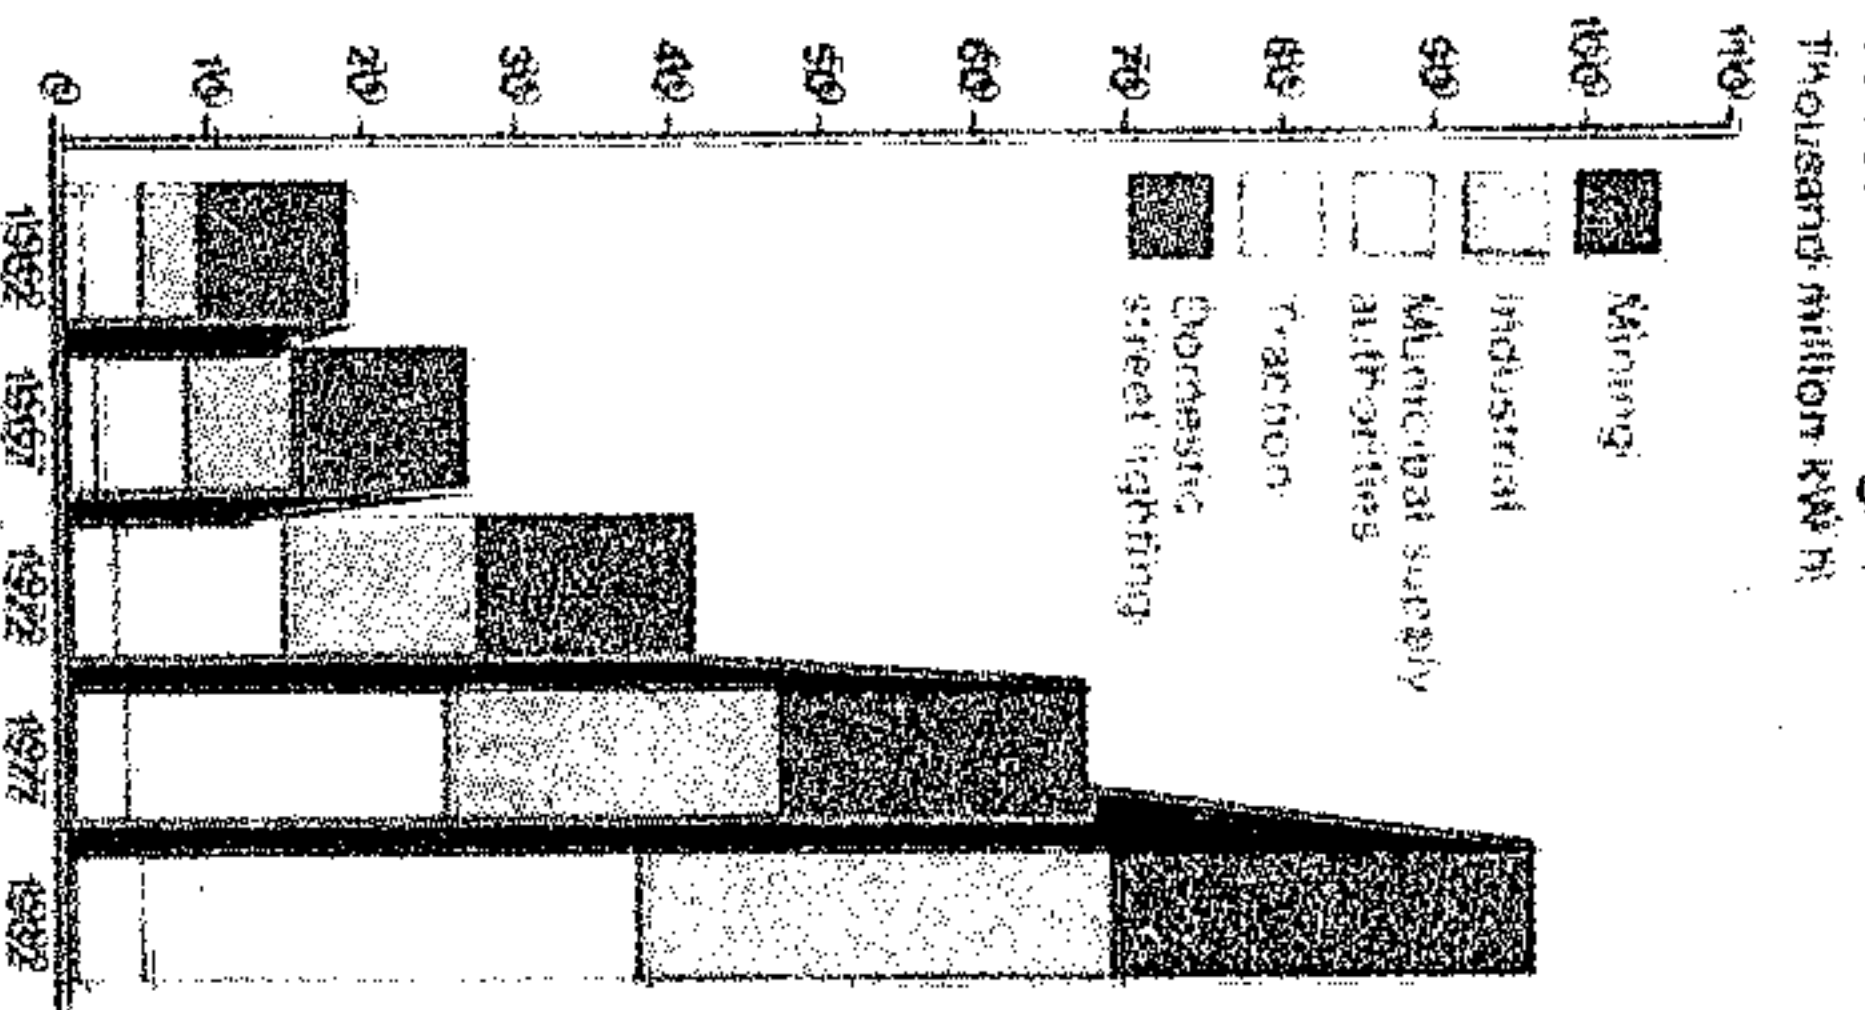 Thousand million kW h
110
100
90
80
70
60
50
40
30
20
10
0
Mining
Industrial
Municipal supply
authorities
Traction
Domestic
street lighting
1962
1967
1972
1977
1982